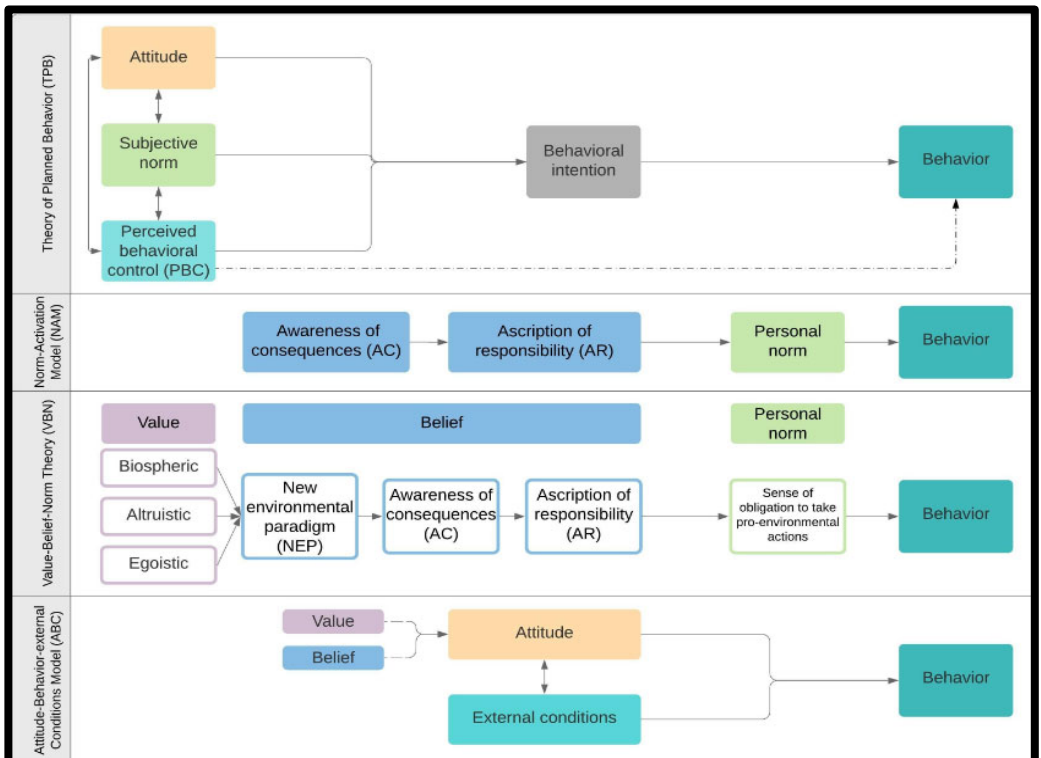 Theory of Planned Behavior (TPB)
Attitude
Subjective
norm
Perceived
behavioral
control (PBC)
Behavioral
intention
Behavior
Norm-Activation
Model (NAM)
Awareness of
consequences (AC)
Ascription of
responsibility (AR)
Personal
norm
Behavior
Value-Belief-Norm Theory (VBN)
Value
Belief
Personal
norm
Biospheric
Altruistic
Egoistic
New
environmental
paradigm
(NEP)
Awareness of
consequences
(AC)
Ascription of
responsibility
(AR)
Sense of
obligation to take
pro-environmental
actions
Behavior
Attitude-Behavior-external
Conditions Model (ABC)
Value
Belief
Attitude
External conditions
Behavior